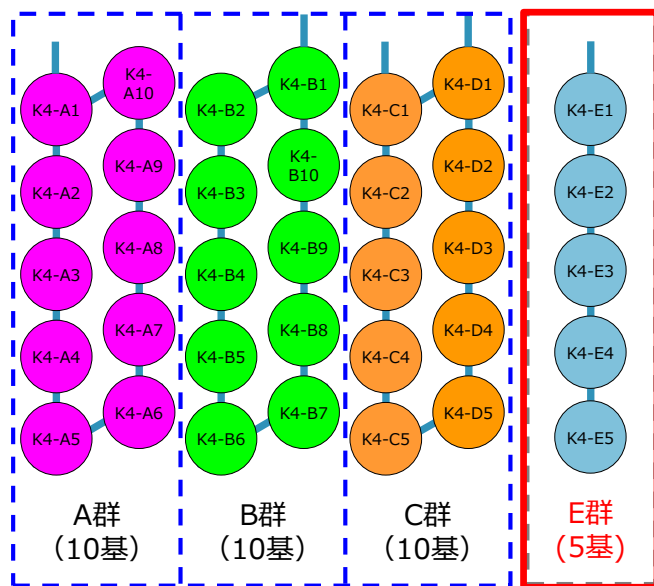 K4-A1
K4-A2
K4-A3
K4-A4
K4-A5
K4-
A10
K4-A9
K4-A8
K4-A7
K4-A6
A群
(10基)
K4-B2
K4-B3
K4-B4
K4-B5
K4-B6
K4-B1
K4-
B10
K4-B9
K4-B8
K4-B7
B群
(10基)
K4-C1
K4-C2
K4-C3
K4-C4
K4-C5
K4-D1
K4-D2
K4-D3
K4-D4
K4-D5
C群
(10基)
K4-E1
K4-E2
K4-E3
K4-E4
K4-E5
E群
(5基)